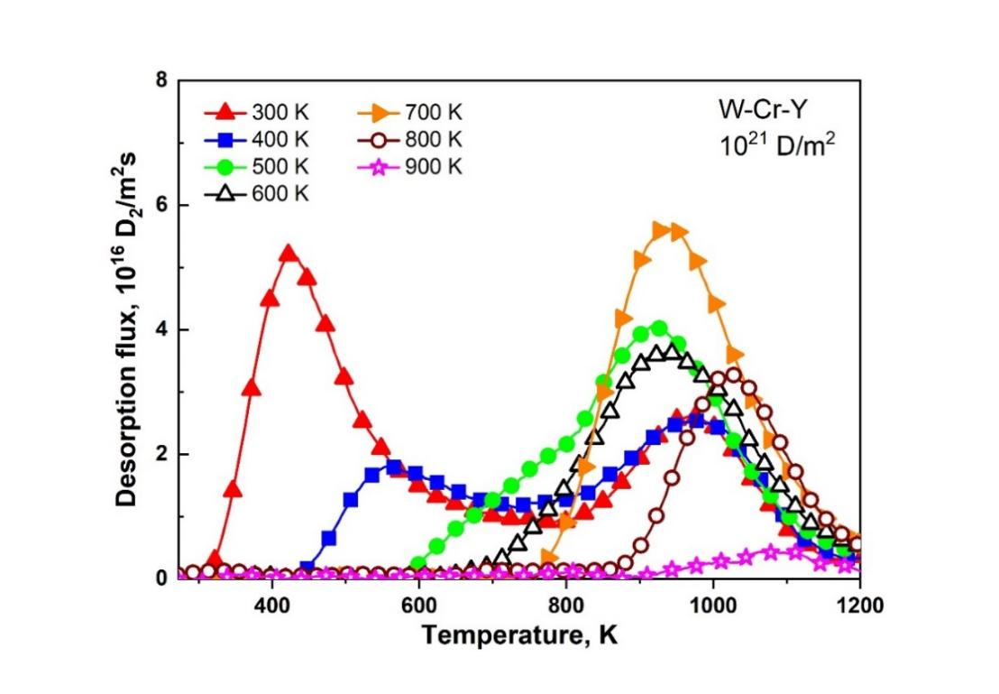 8
6
4
2
0
Desorption flux, 10¹⁶ D₂/m²s
300 K
400 K
500 K
600 K
700 K
800 K
900 K
W-Cr-Y
10²¹ D/m²
400 600 800 1000 1200
Temperature, K